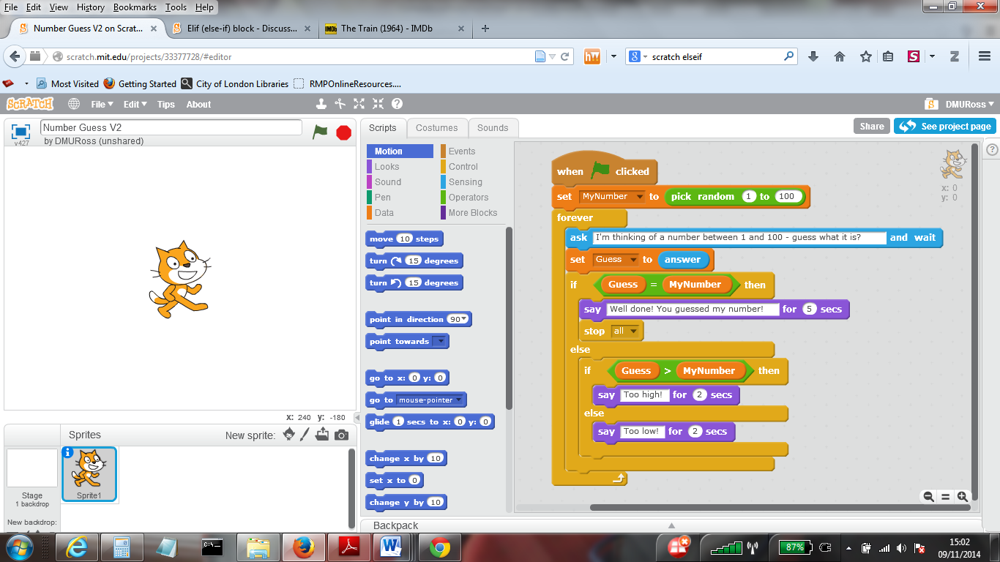 File Edit View History Bookmarks Tools Help
Number Guess V2 on Scrat... × Elif (else-if) block - Discuss... × IMDb The Train (1964) - IMDb × +
scratch.mit.edu/projects/33377728/#editor
scratch elseif
Most Visited Getting Started City of London Libraries RMPOnlineResources....
SCRATCH File Edit Tips About DMURoss
v427 Number Guess V2
by DMURoss (unshared)
Scripts Costumes Sounds
Share See project page
Motion Events
Looks Control
Sound Sensing
Pen Operators
Data More Blocks
move 10 steps
turn 15 degrees
turn 15 degrees
point in direction 90
point towards
go to x: 0 y: 0
go to mouse-pointer
glide 1 secs to x: 0 y: 0
change x by 10
set x to 0
change y by 10
when clicked
set MyNumber to pick random 1 to 100
forever
ask I'm thinking of a number between 1 and 100 - guess what it is? and wait
set Guess to answer
if Guess = MyNumber then
say Well done! You guessed my number! for 5 secs
stop all
else
if Guess > MyNumber then
say Too high! for 2 secs
else
say Too low! for 2 secs
x: 0
y: 0
x: 240 y: -180
Sprites New sprite:
Sprite1
Stage
1 backdrop
New backdrop:
Backpack
87%
15:02
09/11/2014